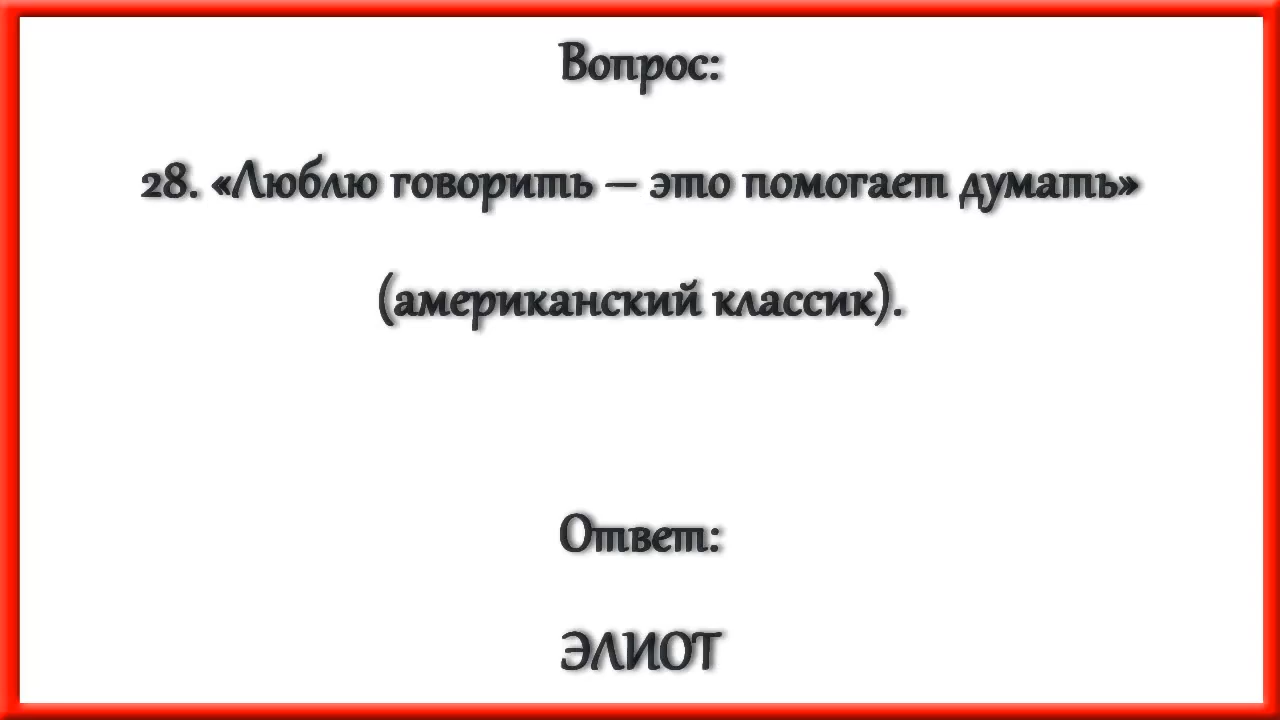 Вопрос:
28. «Люблю говорить – это помогает думать»
(американский классик).
Ответ:
ЭЛИОТ